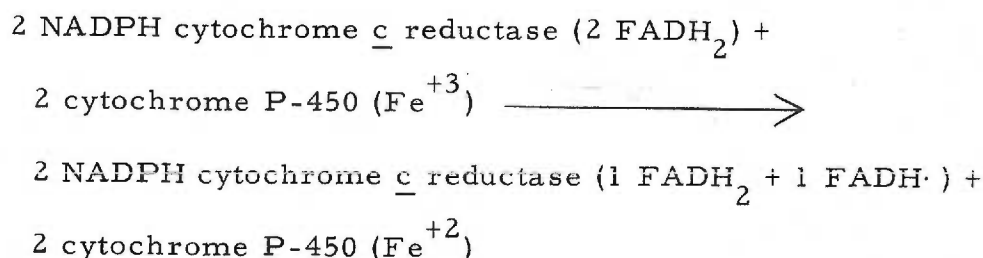 2 NADPH cytochrome c reductase (2 FADH₂) +
2 cytochrome P-450 (Fe⁺³) ⟶
2 NADPH cytochrome c reductase (1 FADH₂ + 1 FADH· ) +
2 cytochrome P-450 (Fe⁺²)